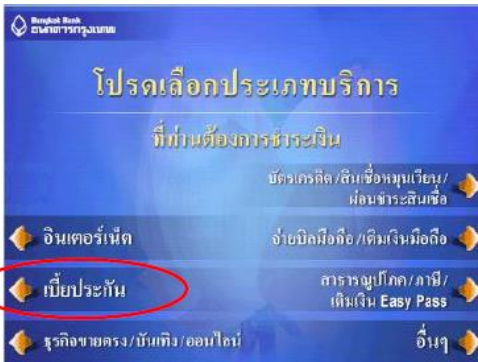 Bangkok Bank
ธนาคารกรุงเทพ
โปรดเลือกประเภทบริการ
ที่ท่านต้องการชำระเงิน
บัตรเครดิต/สินเชื่อหมุนเวียน/
ผ่อนชำระสินเชื่อ
อินเตอร์เน็ต
จ่ายบิลมือถือ/เติมเงินมือถือ
เบี้ยประกัน
สาธารณูปโภค/ภาษี/
เติมเงิน Easy Pass
ธุรกิจขายตรง/บันเทิง/ออนไลน์
อื่นๆ